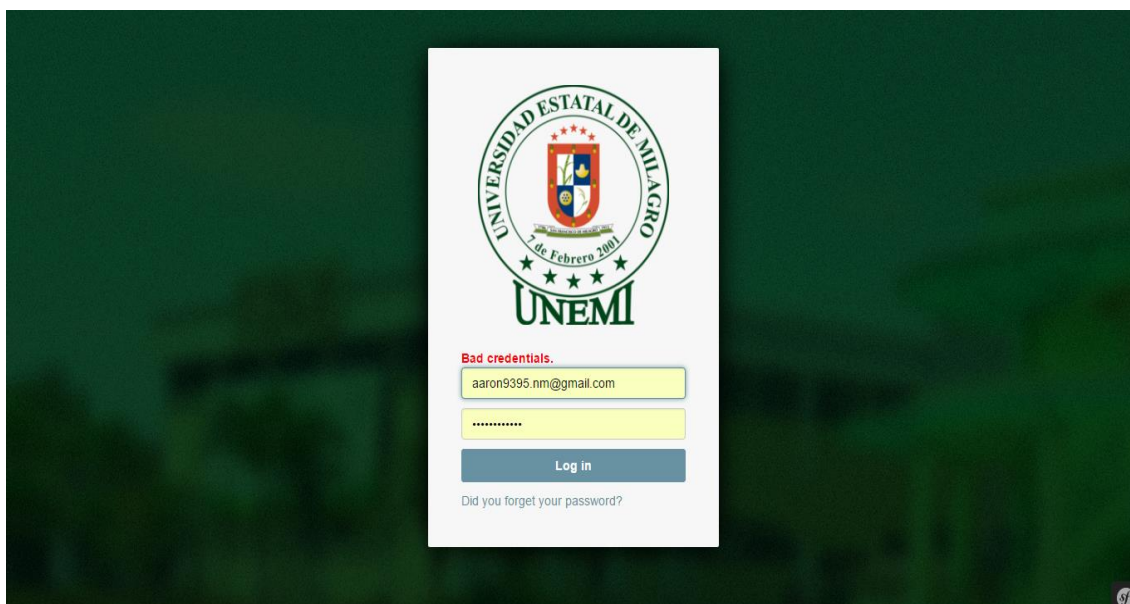 UNIVERSIDAD ESTATAL DE MILAGRO
7 de Febrero 2001
UNEMI
Bad credentials.
aaron9395.nm@gmail.com
••••••••••••
Log in
Did you forget your password?
sf